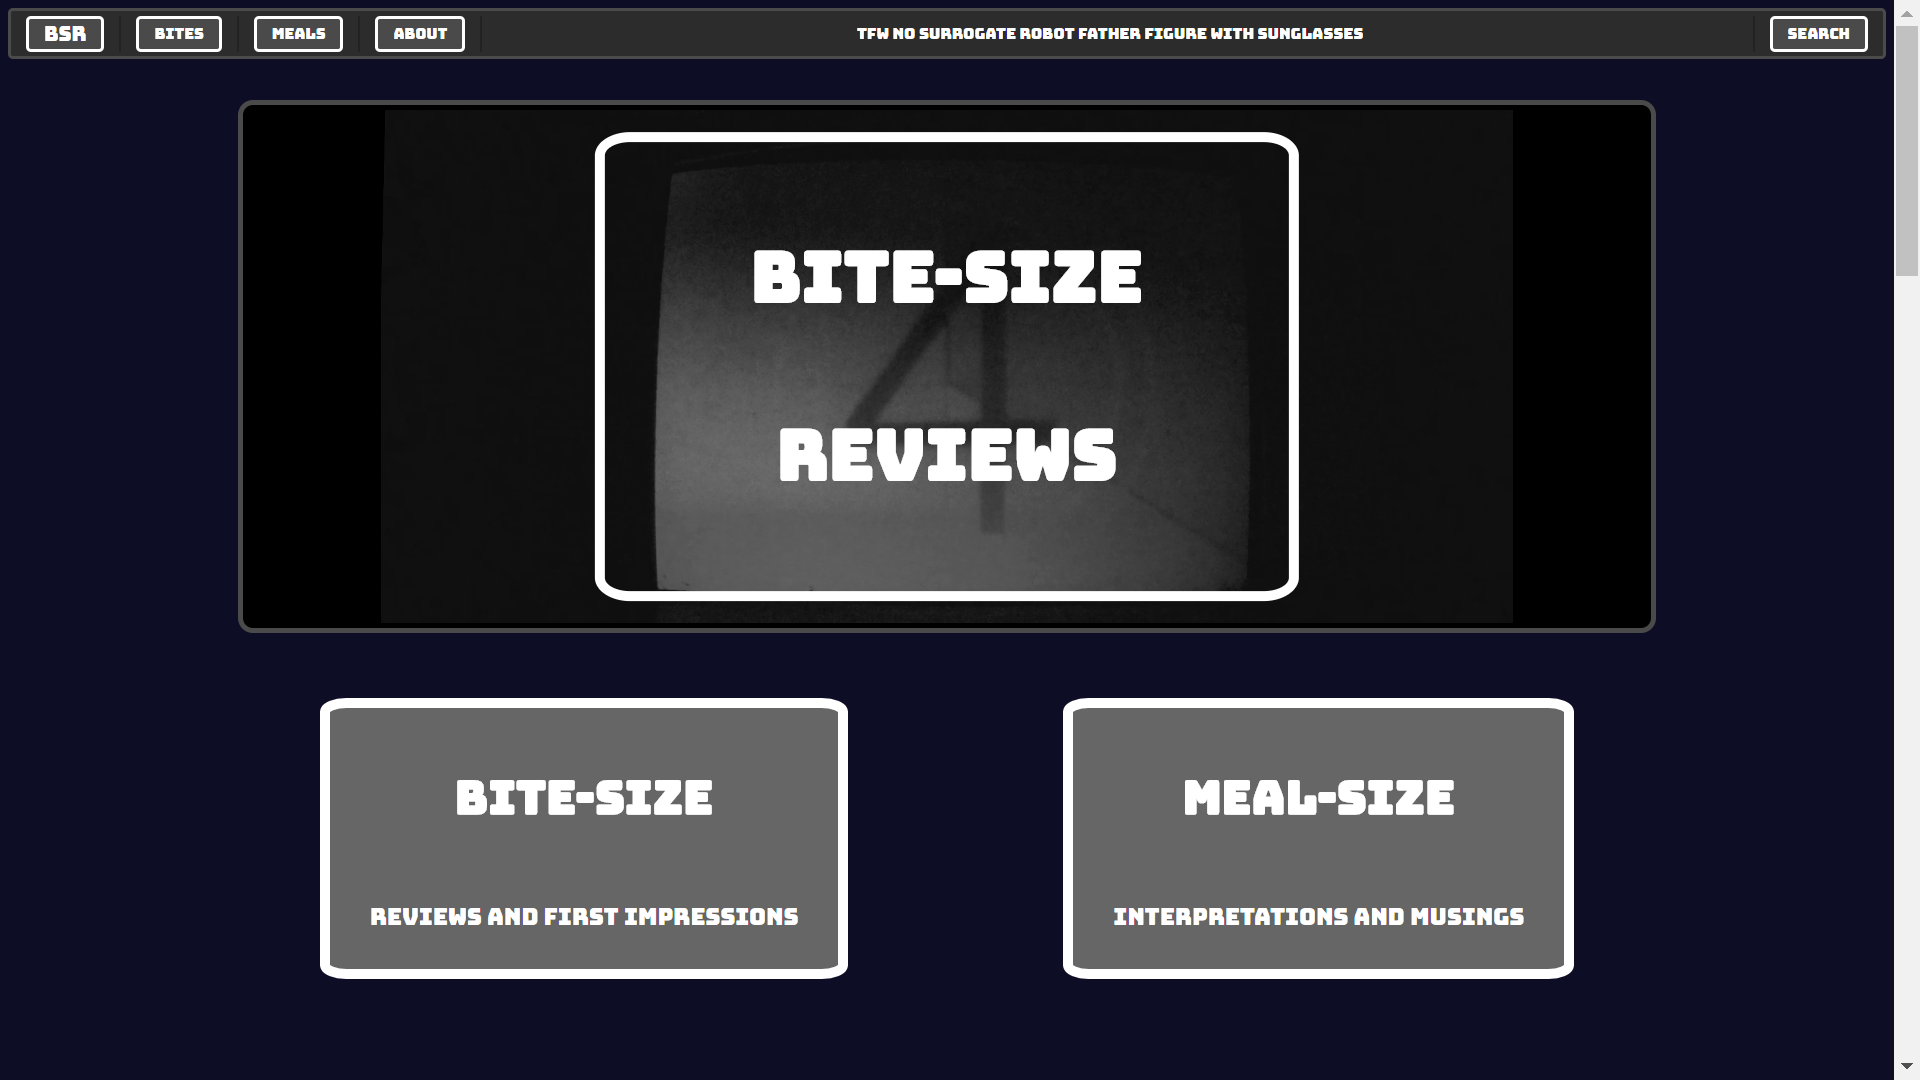 BSR
BITES
MEALS
ABOUT
TFW NO SURROGATE ROBOT FATHER FIGURE WITH SUNGLASSES
SEARCH
BITE-SIZE
4
REVIEWS
BITE-SIZE
REVIEWS AND FIRST IMPRESSIONS
MEAL-SIZE
INTERPRETATIONS AND MUSINGS